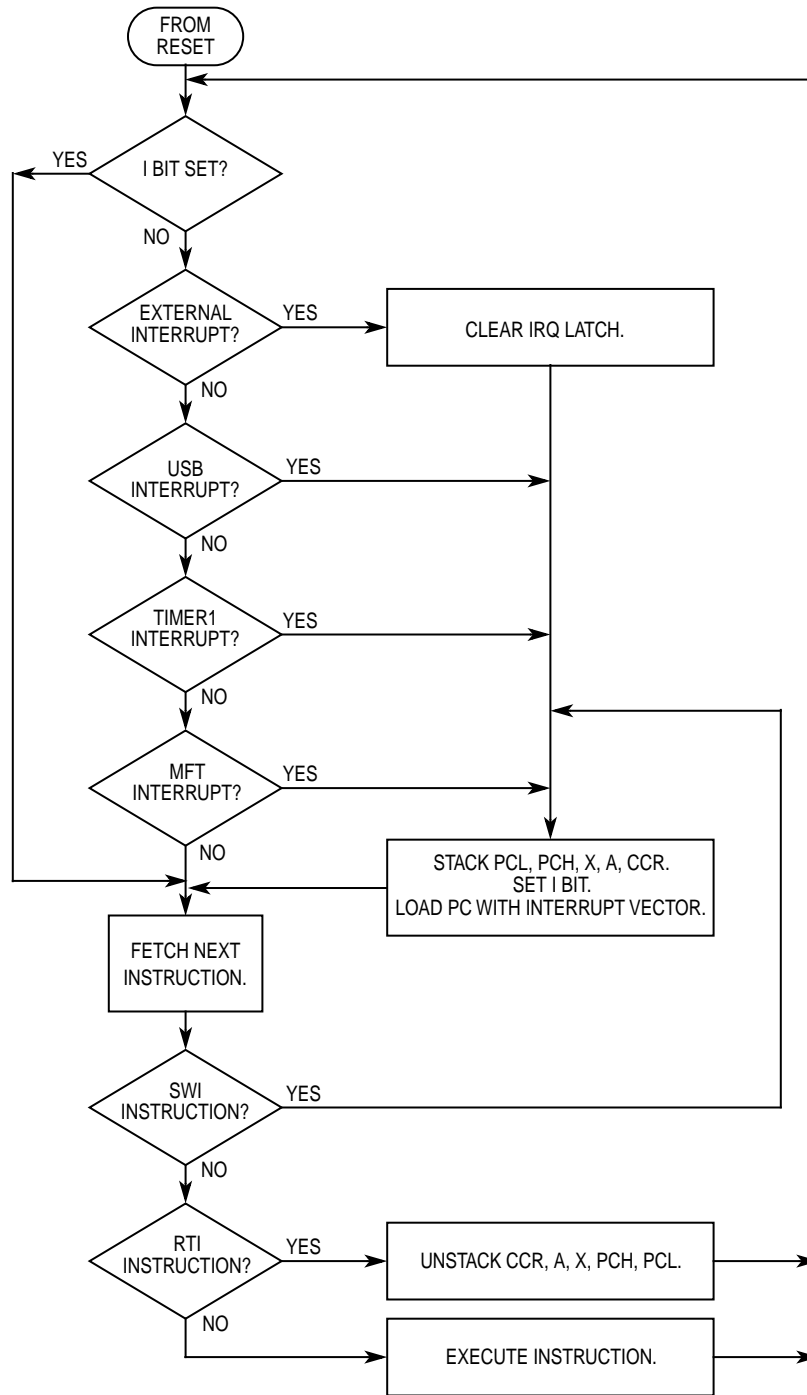 FROM
RESET
YES
I BIT SET?
NO
EXTERNAL
INTERRUPT?
YES
CLEAR IRQ LATCH.
NO
USB
INTERRUPT?
YES
NO
TIMER1
INTERRUPT?
YES
NO
MFT
INTERRUPT?
YES
NO
STACK PCL, PCH, X, A, CCR.
SET I BIT.
LOAD PC WITH INTERRUPT VECTOR.
FETCH NEXT
INSTRUCTION.
SWI
INSTRUCTION?
YES
NO
RTI
INSTRUCTION?
YES
UNSTACK CCR, A, X, PCH, PCL.
NO
EXECUTE INSTRUCTION.